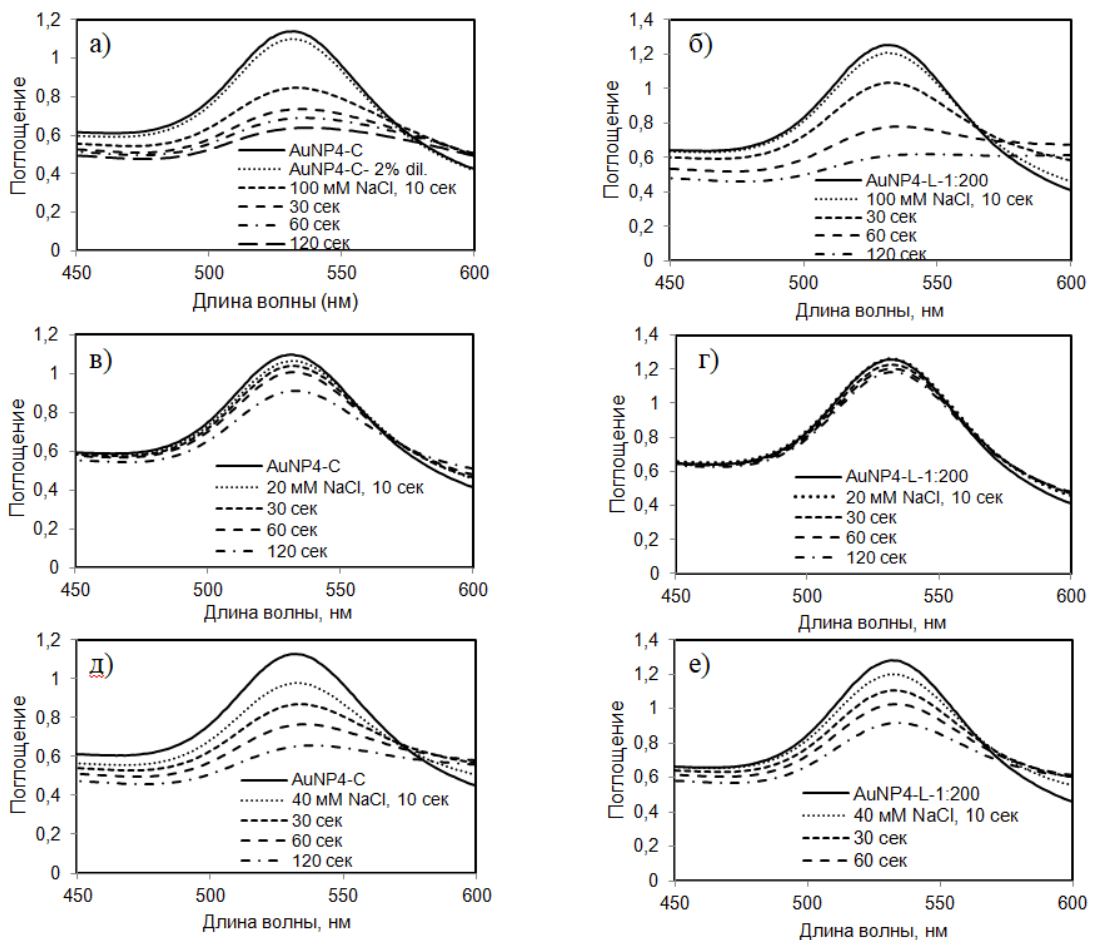 1,2
1
0,8
0,6
0,4
0,2
0
Поглощение
а)
AuNP4-C
AuNP4-C- 2% dil.
100 мМ NaCl, 10 сек
30 сек
60 сек
120 сек
450 500 550 600
Длина волны (нм)
1,4
1,2
1
0,8
0,6
0,4
0,2
0
Поглощение
б)
AuNP4-L-1:200
100 мМ NaCl, 10 сек
30 сек
60 сек
120 сек
450 500 550 600
Длина волны, нм
1,2
1
0,8
0,6
0,4
0,2
0
Поглощение
в)
AuNP4-C
20 мМ NaCl, 10 сек
30 сек
60 сек
120 сек
450 500 550 600
Длина волны, нм
1,4
1,2
1
0,8
0,6
0,4
0,2
0
Поглощение
г)
AuNP4-L-1:200
20 мМ NaCl, 10 сек
30 сек
60 сек
120 сек
450 500 550 600
Длина волны, нм
1,2
1
0,8
0,6
0,4
0,2
0
Поглощение
д)
AuNP4-C
40 мМ NaCl, 10 сек
30 сек
60 сек
120 сек
450 500 550 600
Длина волны, нм
1,4
1,2
1
0,8
0,6
0,4
0,2
0
Поглощение
е)
AuNP4-L-1:200
40 мМ NaCl, 10 сек
30 сек
60 сек
450 500 550 600
Длина волны, нм